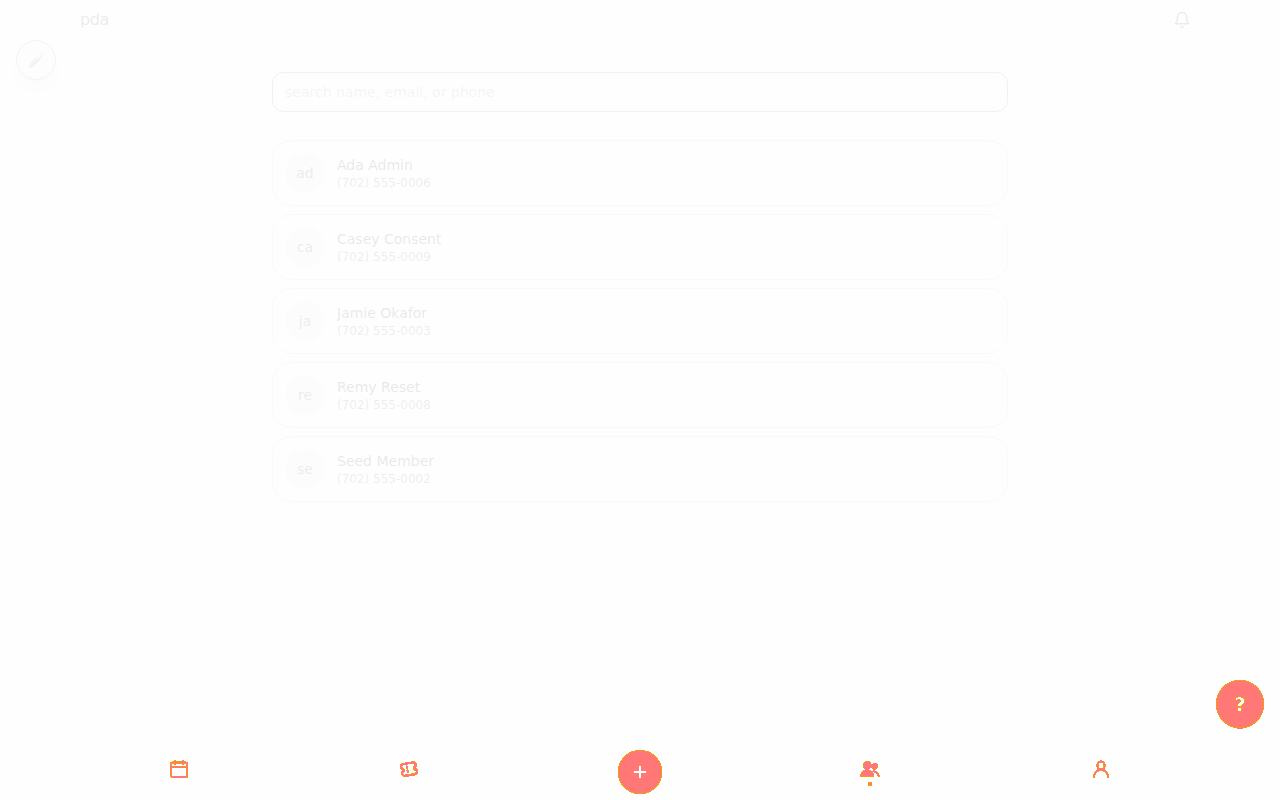 pda
search name, email, or phone
ad
Ada Admin
(702) 555-0006
ca
Casey Consent
(702) 555-0009
ja
Jamie Okafor
(702) 555-0003
re
Remy Reset
(702) 555-0008
se
Seed Member
(702) 555-0002
?
+